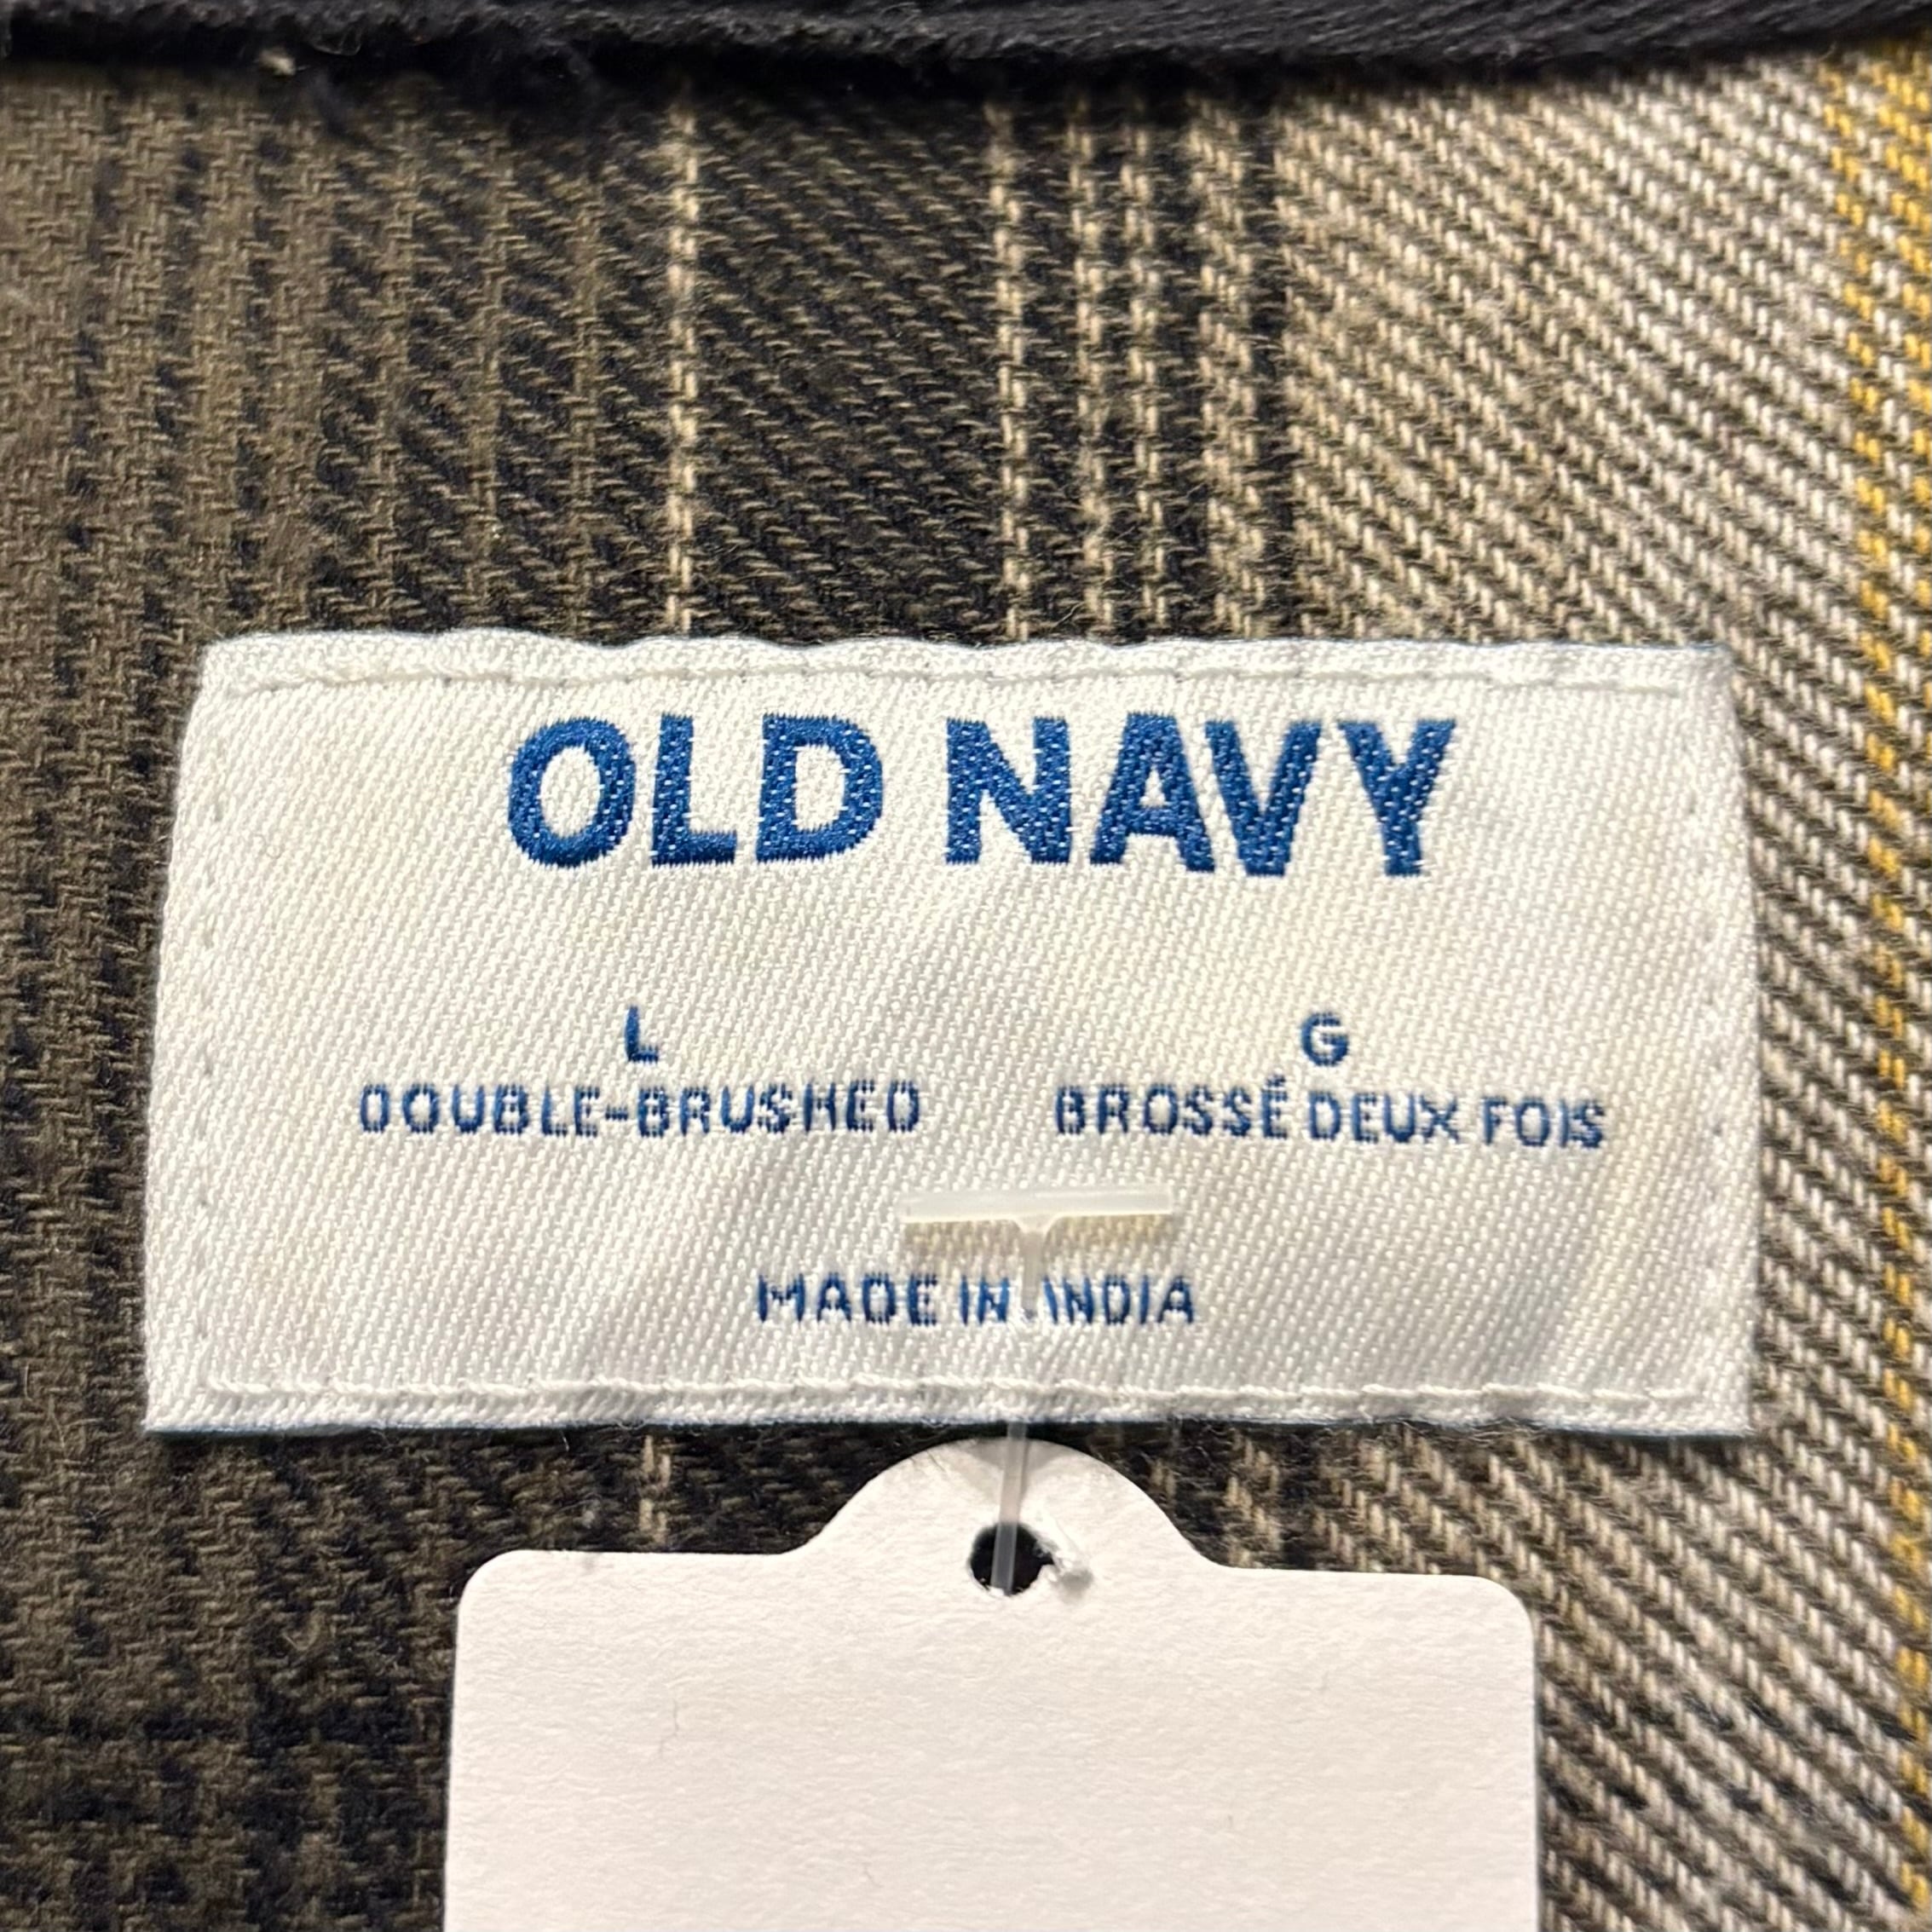 OLD NAVY
L G
DOUBLE-BRUSHED BROSSÉ DEUX FOIS
MADE IN INDIA